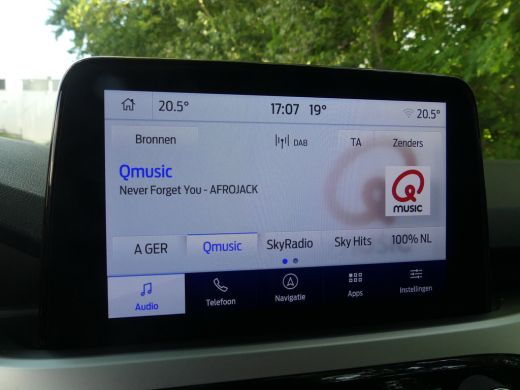 20.5° 17:07 19° 20.5°
Bronnen DAB TA Zenders
Qmusic
Never Forget You - AFROJACK
Q
MUSIC
A GER Qmusic SkyRadio Sky Hits 100% NL
Audio Telefoon Navigatie Apps Instellingen